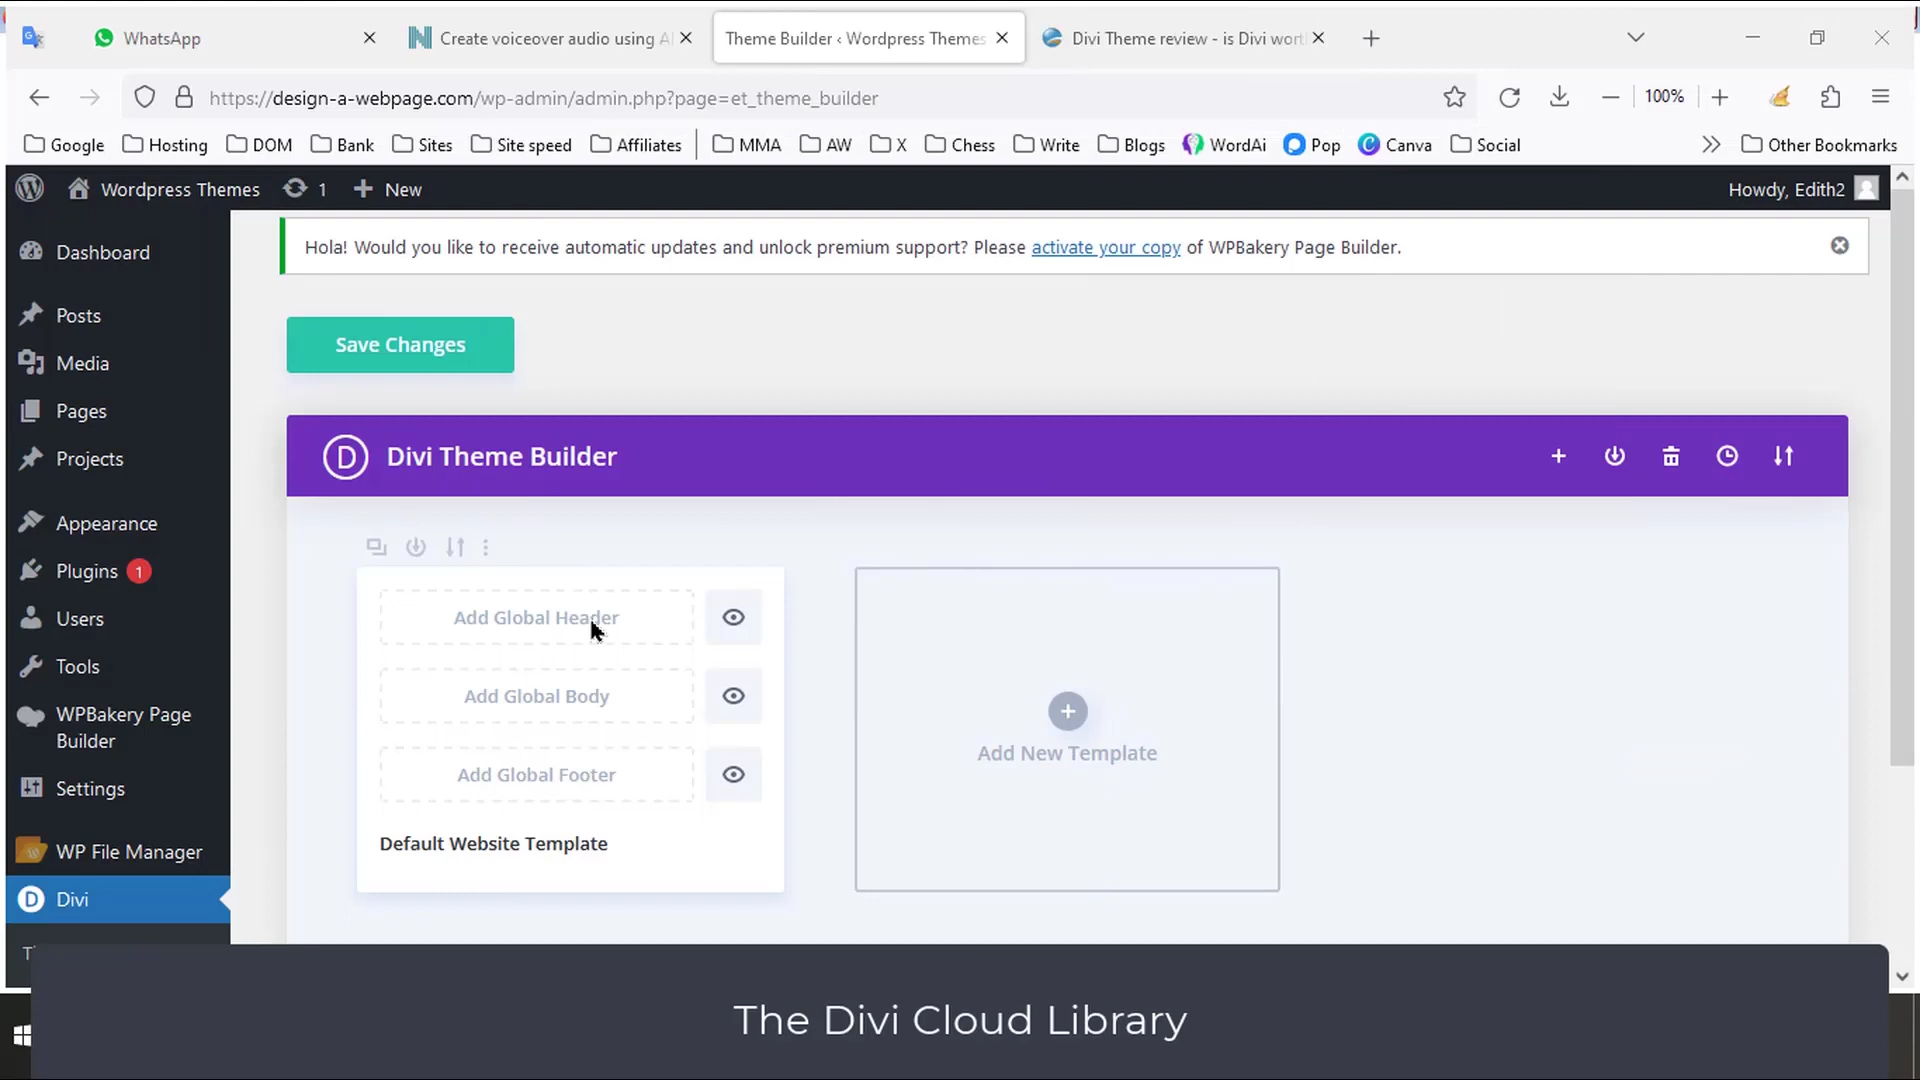 WhatsApp
Create voiceover audio using
Theme Builder ‹ Wordpress Themes
Divi Theme review - is Divi wort
https://design-a-webpage.com/wp-admin/admin.php?page=et_theme_builder
100%
Google
Hosting
DOM
Bank
Sites
Site speed
Affiliates
MMA
AW
X
Chess
Write
Blogs
WordAi
Pop
Canva
Social
Other Bookmarks
Wordpress Themes
1
New
Howdy, Edith2
Dashboard
Posts
Media
Pages
Projects
Appearance
Plugins 1
Users
Tools
WPBakery Page
Builder
Settings
WP File Manager
Divi
Hola! Would you like to receive automatic updates and unlock premium support? Please activate your copy of WPBakery Page Builder.
Save Changes
D Divi Theme Builder
Add Global Header
Add Global Body
Add Global Footer
Default Website Template
Add New Template
The Divi Cloud Library